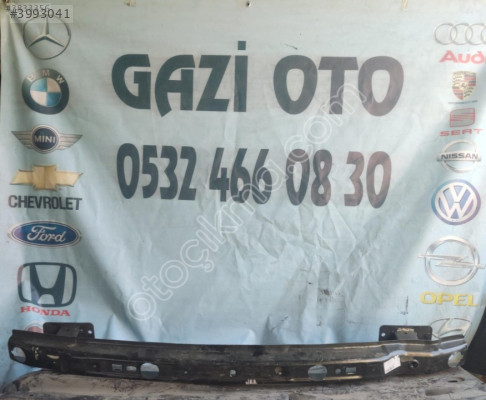 #3993041
GAZİ OTO
0532 466 08 30
BMW
MINI
CHEVROLET
Ford
HONDA
Audi
SEAT
NISSAN
OPEL
otoçıkma.com